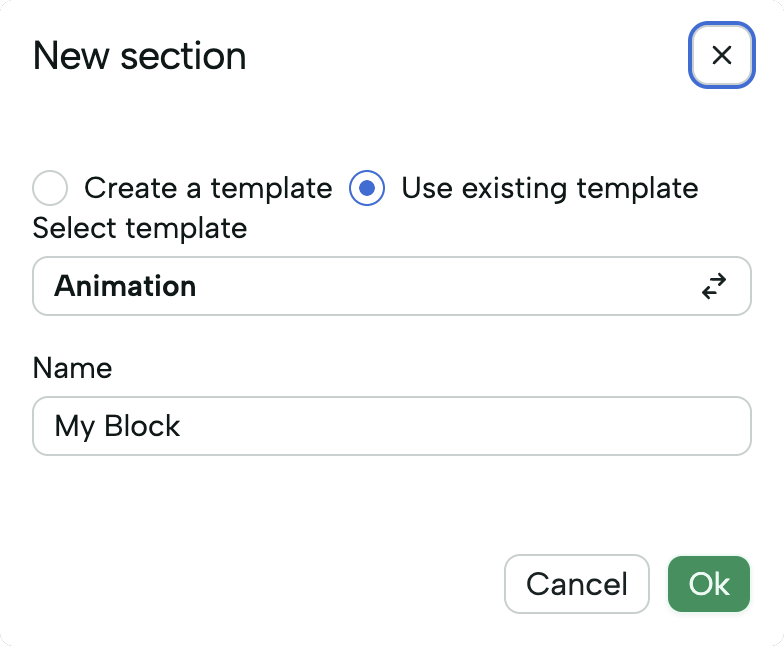 New section
Create a template Use existing template
Select template
Animation
Name
My Block
Cancel Ok